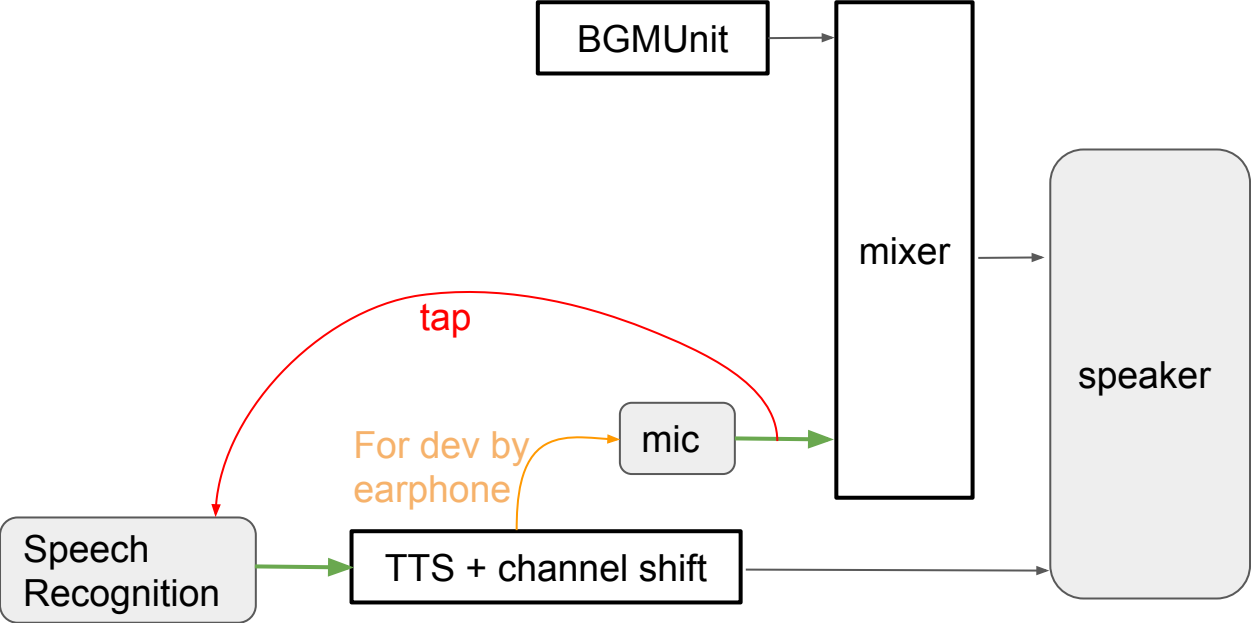 BGMUnit
mixer
speaker
tap
mic
For dev by
earphone
Speech
Recognition
TTS + channel shift